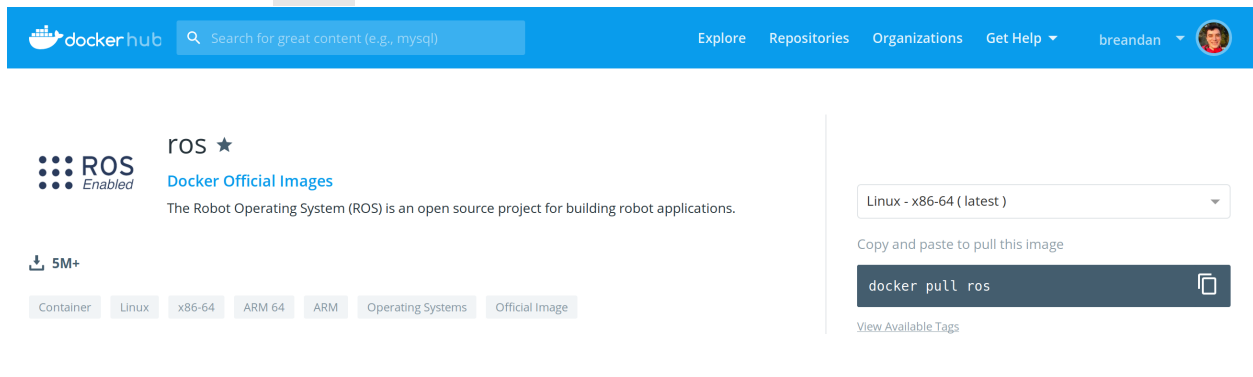 dockerhub
Search for great content (e.g., mysql)
Explore
Repositories
Organizations
Get Help
breandan
ROS
Enabled
ros
Docker Official Images
The Robot Operating System (ROS) is an open source project for building robot applications.
5M+
Container
Linux
x86-64
ARM 64
ARM
Operating Systems
Official Image
Linux - x86-64 ( latest )
Copy and paste to pull this image
docker pull ros
View Available Tags